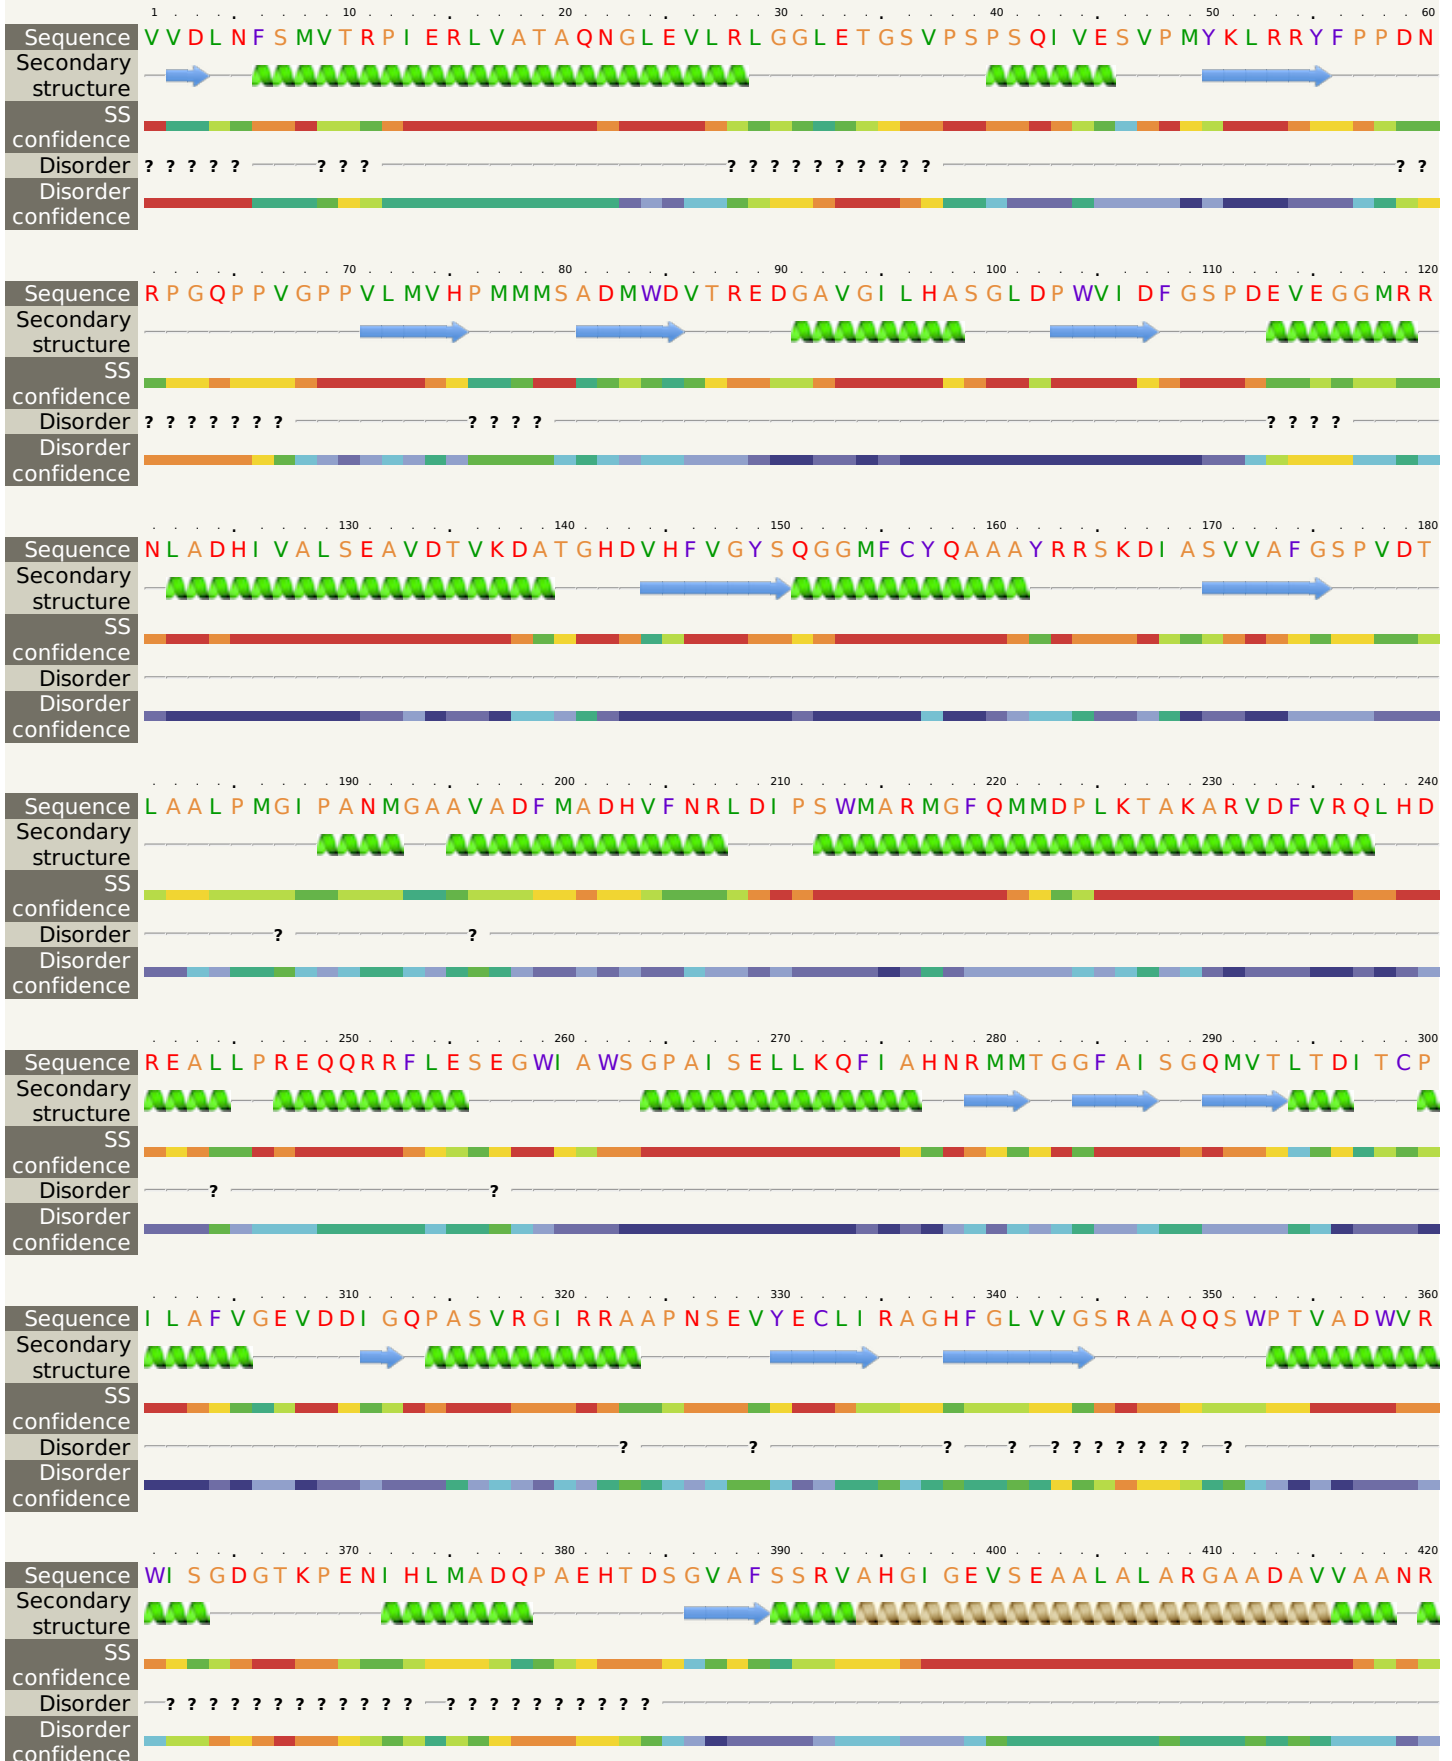 1 10 20 30 40 50 60
Sequence VVDLNFSMVTRPIERLVATAQNGLEVLRLGGLETGSVPSPSQIVESVPMYKLRRYFPPDN
Secondary structure
SS confidence
Disorder ? ? ? ? ? ? ? ? ? ? ? ? ? ? ? ? ? ? ? ?
Disorder confidence
70 80 90 100 110 120
Sequence RPGQPPVGPPVLMVHPMMMSADMWDVTREDGAVGILHASGLDPWVIDFGSPDEVEGGMRR
Secondary structure
SS confidence
Disorder ? ? ? ? ? ? ? ? ? ? ? ? ? ? ?
Disorder confidence
130 140 150 160 170 180
Sequence NLADHIVALSEAVDTVKDATGHDVHFVGYSQGGMFCYQAAAYRRSKDIASVVAFGSPVDT
Secondary structure
SS confidence
Disorder
Disorder confidence
190 200 210 220 230 240
Sequence LAALPMGIPANMGAAVADFMADHVFNRLDIPSWMARMGFQMMDPLKTAKARVDFVRQLHD
Secondary structure
SS confidence
Disorder ? ?
Disorder confidence
250 260 270 280 290 300
Sequence REALLPREQQRRFLESEGWIAWSGPAISELLKQFIAHNRMMTGGFAISGQMVTLTDITCP
Secondary structure
SS confidence
Disorder ? ?
Disorder confidence
310 320 330 340 350 360
Sequence ILAFVGEVDDIGQPASVRGIRRAAPNSEVYECLIRAGHFGLVVGSRAAQQSWPTVADWVR
Secondary structure
SS confidence
Disorder ? ? ? ? ? ? ? ? ? ? ? ?
Disorder confidence
370 380 390 400 410 420
Sequence WISGDGTKPENIHLMADQPAEHTDSGVAFSSRVAHGIGEVSEAALALARGAADAVVAANR
Secondary structure
SS confidence
Disorder ? ? ? ? ? ? ? ? ? ? ? ? ? ? ? ? ? ? ? ? ? ?
Disorder confidence